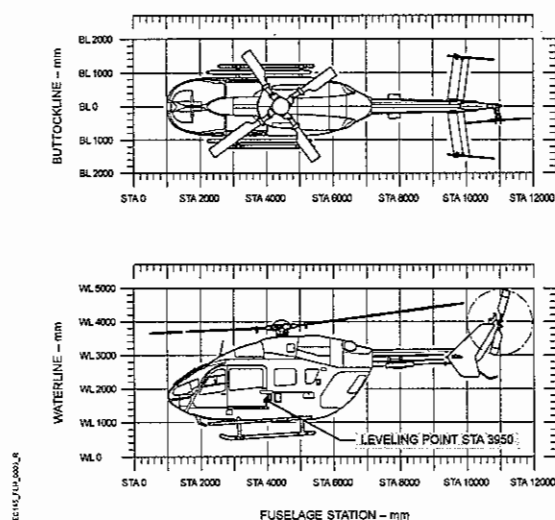 BL 2000
BL 1000
BL 0
BL 1000
BL 2000
BUTTOCKLINE – mm
STA 0 STA 2000 STA 4000 STA 6000 STA 8000 STA 10000 STA 12000
WL 5000
WL 4000
WL 3000
WL 2000
WL 1000
WL 0
WATERLINE – mm
LEVELING POINT STA 3950
STA 0 STA 2000 STA 4000 STA 6000 STA 8000 STA 10000 STA 12000
FUSELAGE STATION – mm